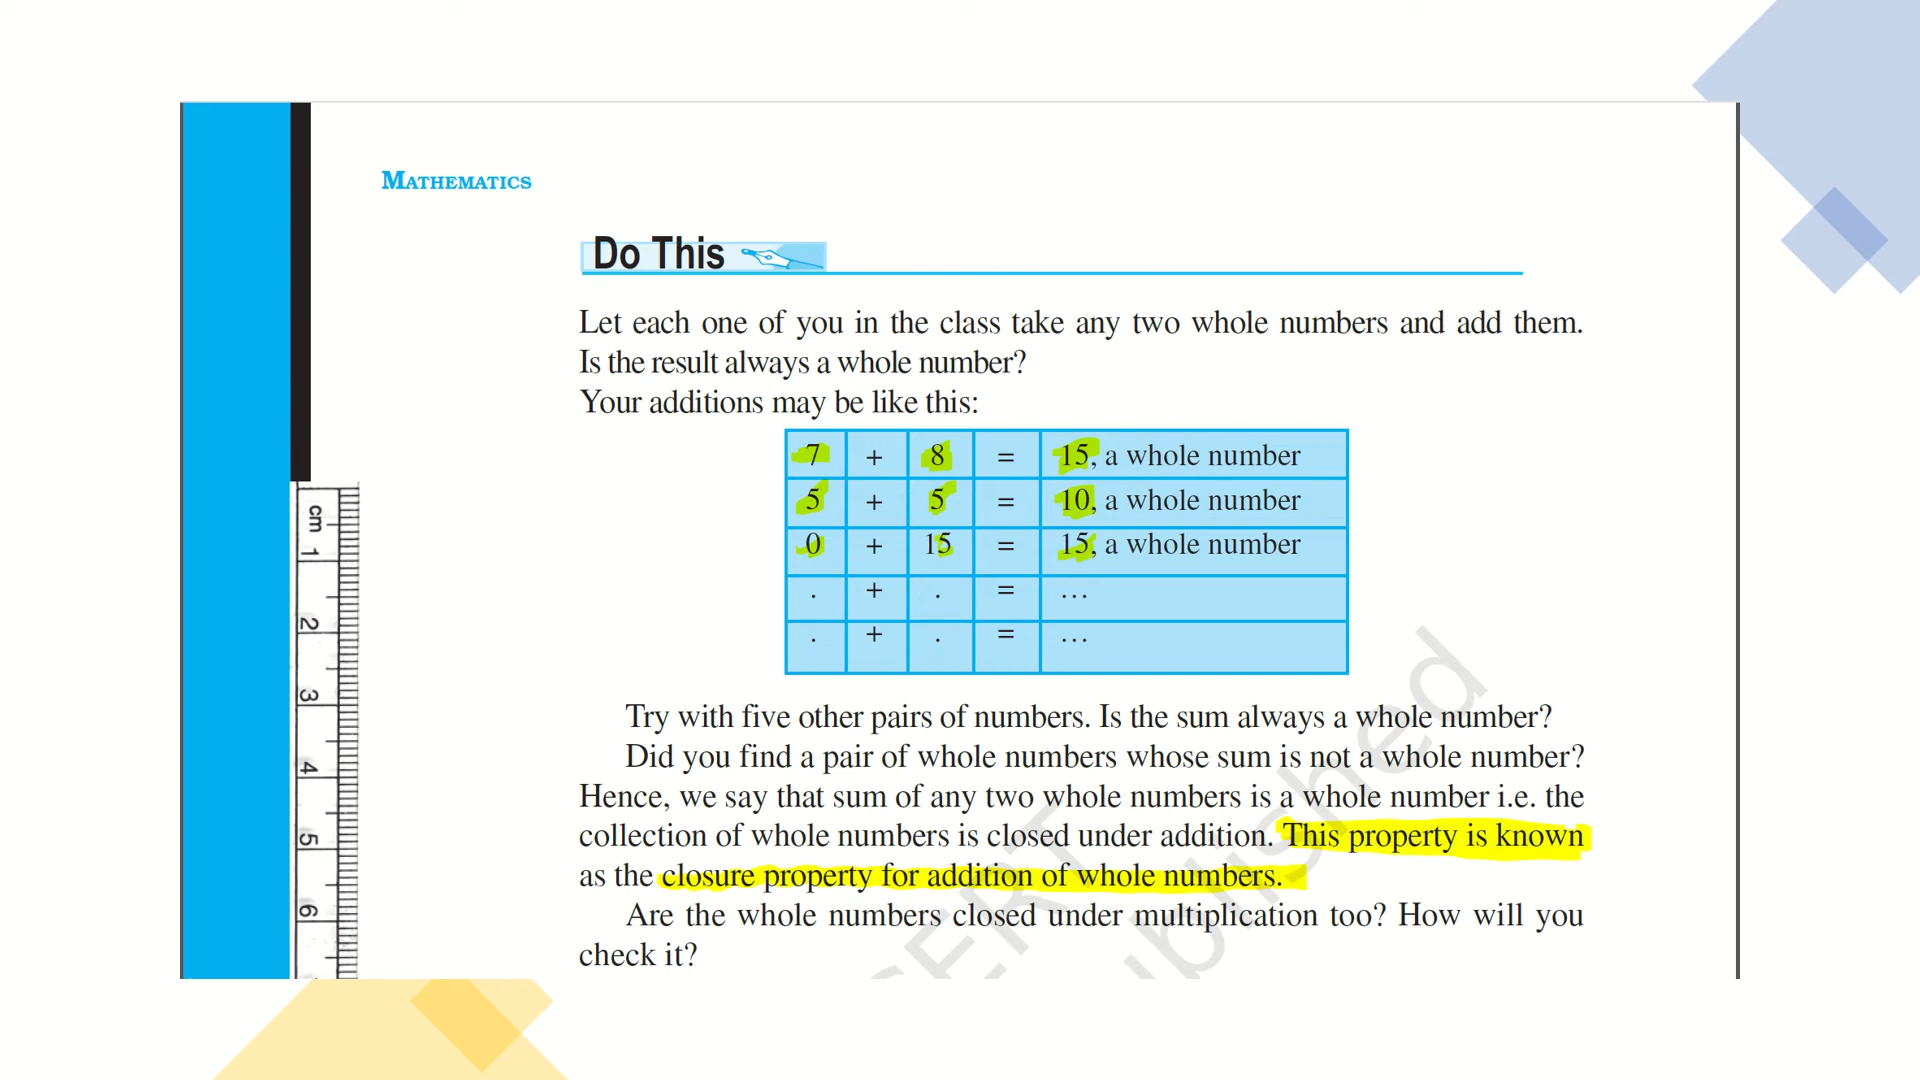 MATHEMATICS
Do This
Let each one of you in the class take any two whole numbers and add them.
Is the result always a whole number?
Your additions may be like this:
7 + 8 = 15, a whole number
5 + 5 = 10, a whole number
0 + 15 = 15, a whole number
. + . = …
. + . = …
Try with five other pairs of numbers. Is the sum always a whole number?
Did you find a pair of whole numbers whose sum is not a whole number?
Hence, we say that sum of any two whole numbers is a whole number i.e. the
collection of whole numbers is closed under addition. This property is known
as the closure property for addition of whole numbers.
Are the whole numbers closed under multiplication too? How will you
check it?
cm
1
2
3
4
5
6